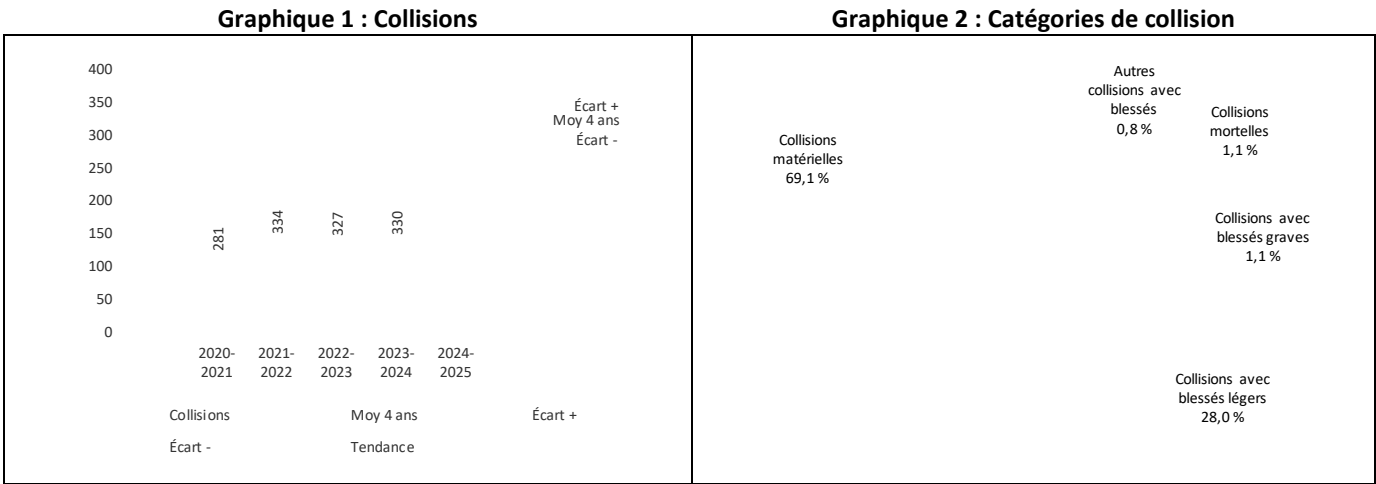 Graphique 1 : Collisions
400
350
300
250
200
150
100
50
0
281
334
327
330
Écart +
Moy 4 ans
Écart -
2020-
2021
2021-
2022
2022-
2023
2023-
2024
2024-
2025
Collisions Moy 4 ans Écart +
Écart - Tendance
Graphique 2 : Catégories de collision
Collisions
matérielles
69,1 %
Autres
collisions avec
blessés
0,8 %
Collisions
mortelles
1,1 %
Collisions avec
blessés graves
1,1 %
Collisions avec
blessés légers
28,0 %